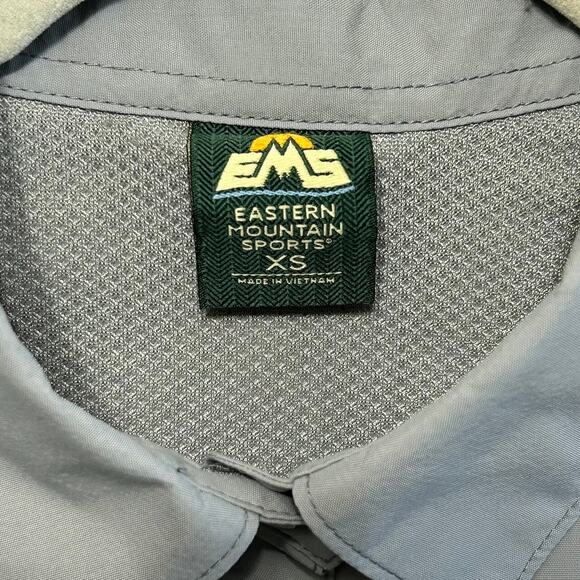 EMS
EASTERN
MOUNTAIN
SPORTS®
XS
MADE IN VIETNAM